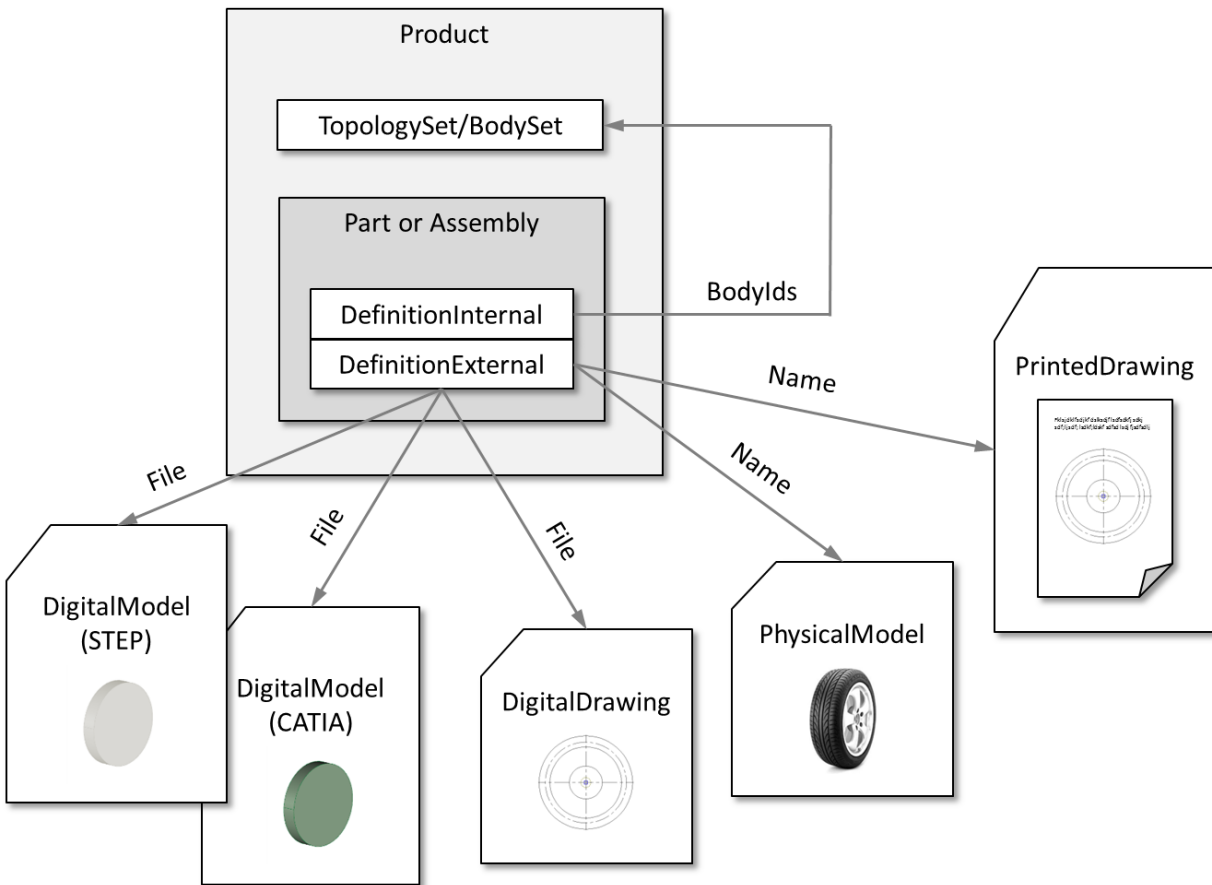 Product
TopologySet/BodySet
Part or Assembly
DefinitionInternal
DefinitionExternal
BodyIds
Name
Name
File
File
File
PrintedDrawing
DigitalModel
(STEP)
DigitalModel
(CATIA)
DigitalDrawing
PhysicalModel